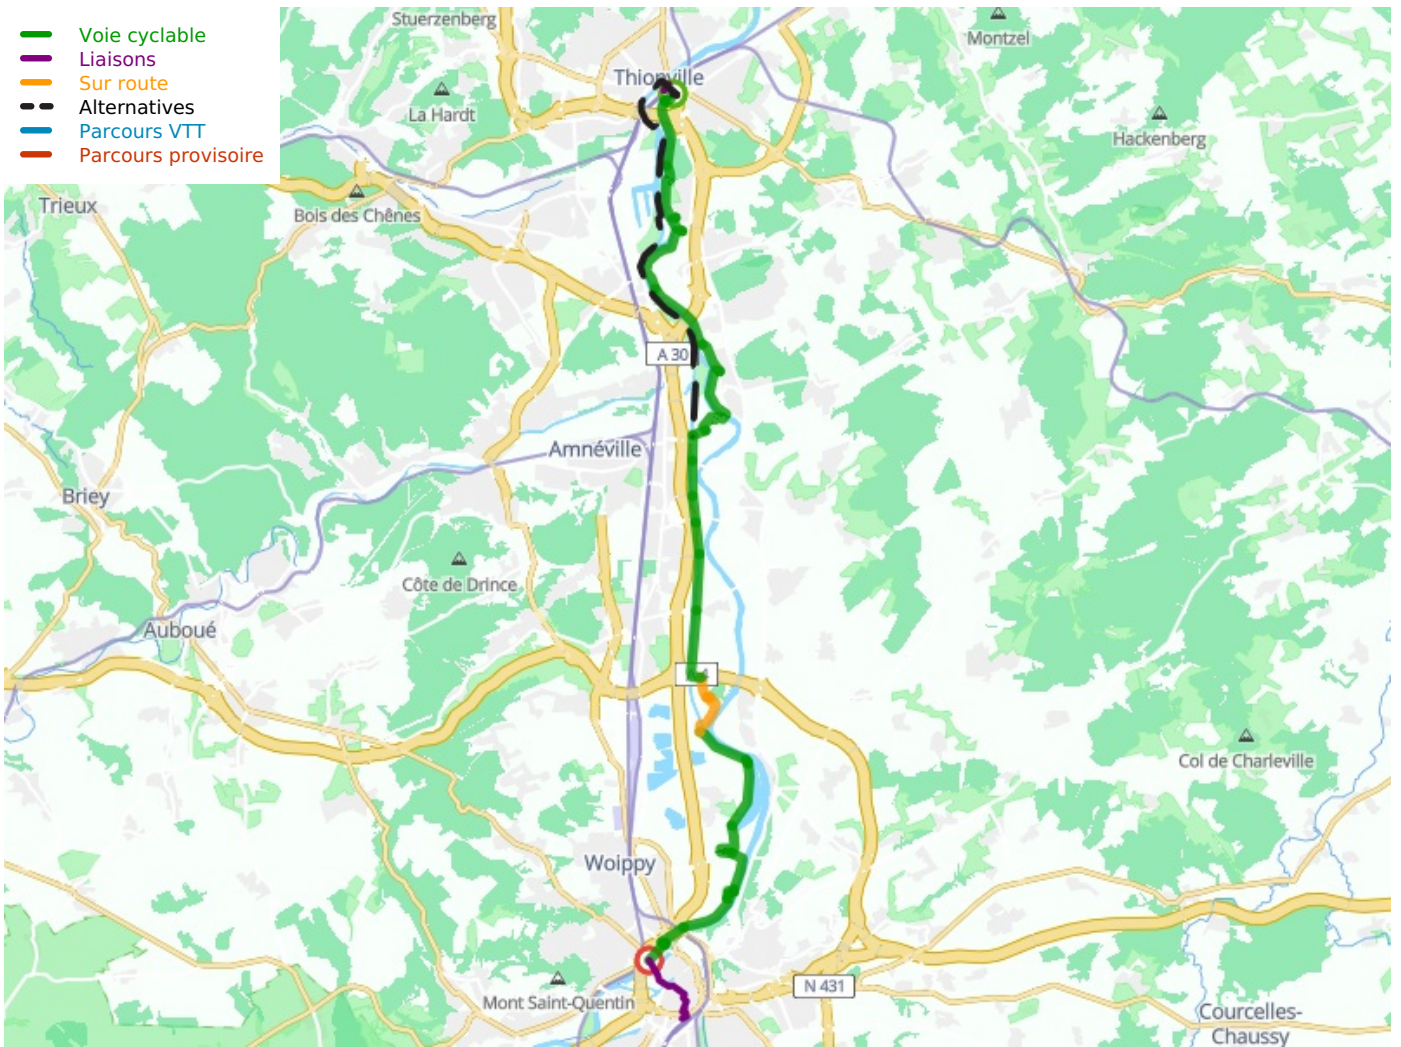 Voie cyclable
Liaisons
Sur route
Alternatives
Parcours VTT
Parcours provisoire
Stuerzenberg
Montzel
Thionville
La Hardt
Hackenberg
Trieux
Bois des Chênes
A 30
Amnéville
Briey
Côte de Drince
Auboué
Col de Charleville
Woippy
Mont Saint-Quentin
N 431
Courcelles-
Chaussy